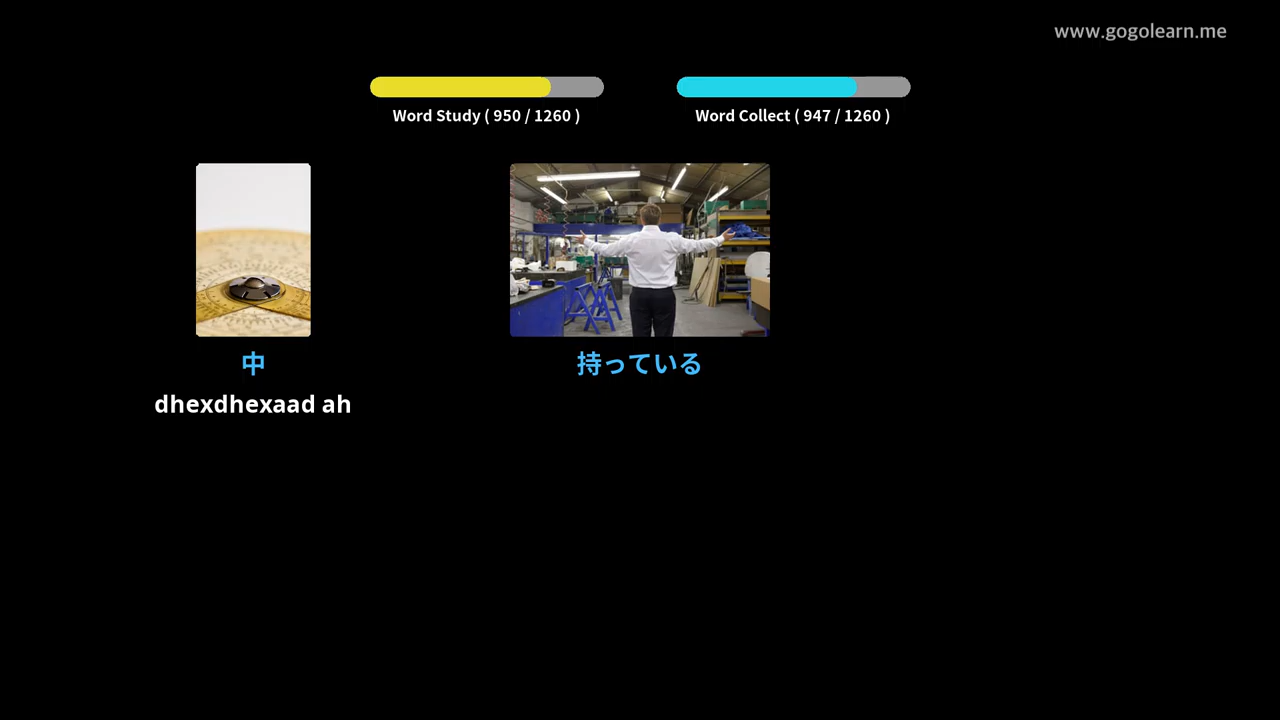 www.gogolearn.me
Word Study ( 950 / 1260 )
Word Collect ( 947 / 1260 )
中
持っている
dhexdhexaad ah